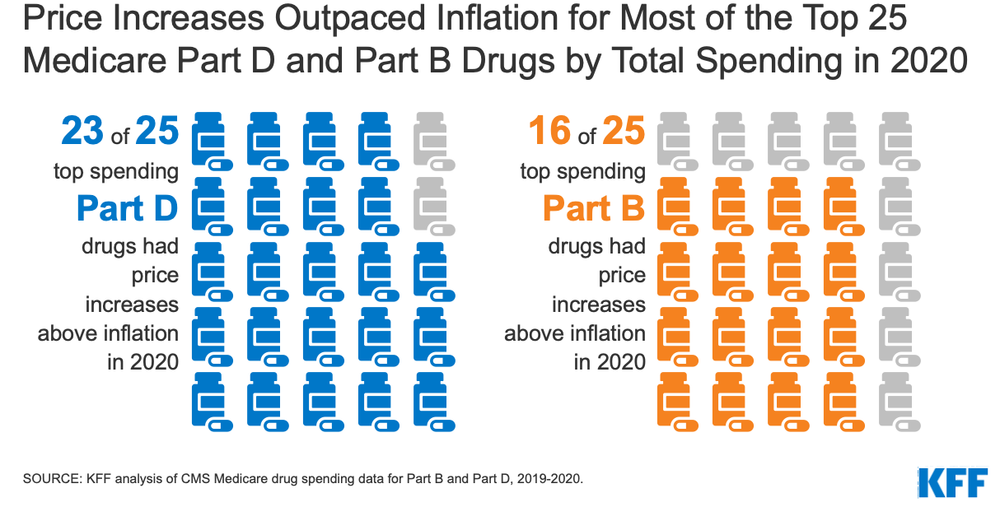 Price Increases Outpaced Inflation for Most of the Top 25
Medicare Part D and Part B Drugs by Total Spending in 2020
23 of 25
top spending
Part D
drugs had
price
increases
above inflation
in 2020
16 of 25
top spending
Part B
drugs had
price
increases
above inflation
in 2020
SOURCE: KFF analysis of CMS Medicare drug spending data for Part B and Part D, 2019-2020.
KFF